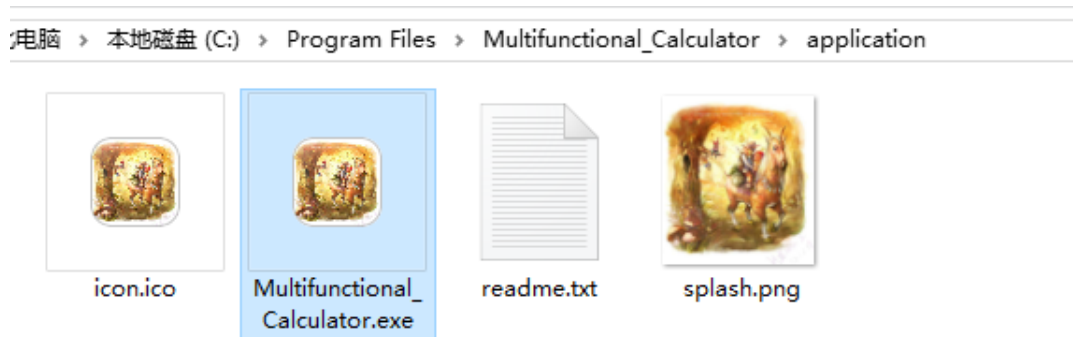 电脑 > 本地磁盘 (C:) > Program Files > Multifunctional_Calculator > application
icon.ico
Multifunctional_
Calculator.exe
readme.txt
splash.png